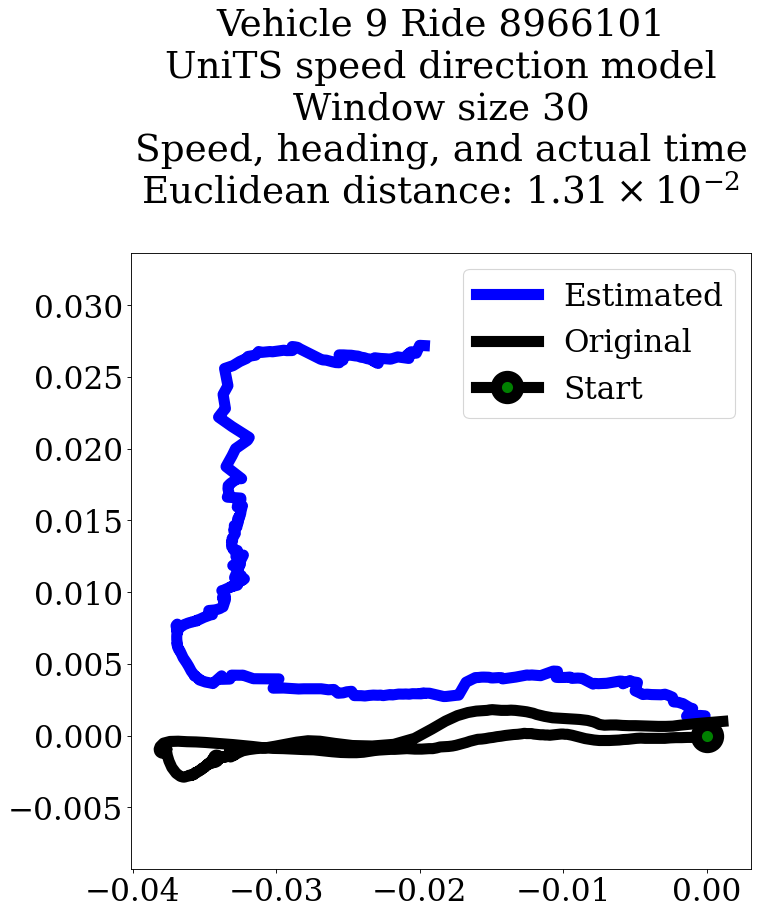 Vehicle 9 Ride 8966101
UniTS speed direction model
Window size 30
Speed, heading, and actual time
Euclidean distance: 1.31 × 10⁻²
Estimated
Original
Start
0.030
0.025
0.020
0.015
0.010
0.005
0.000
−0.005
−0.04 −0.03 −0.02 −0.01 0.00